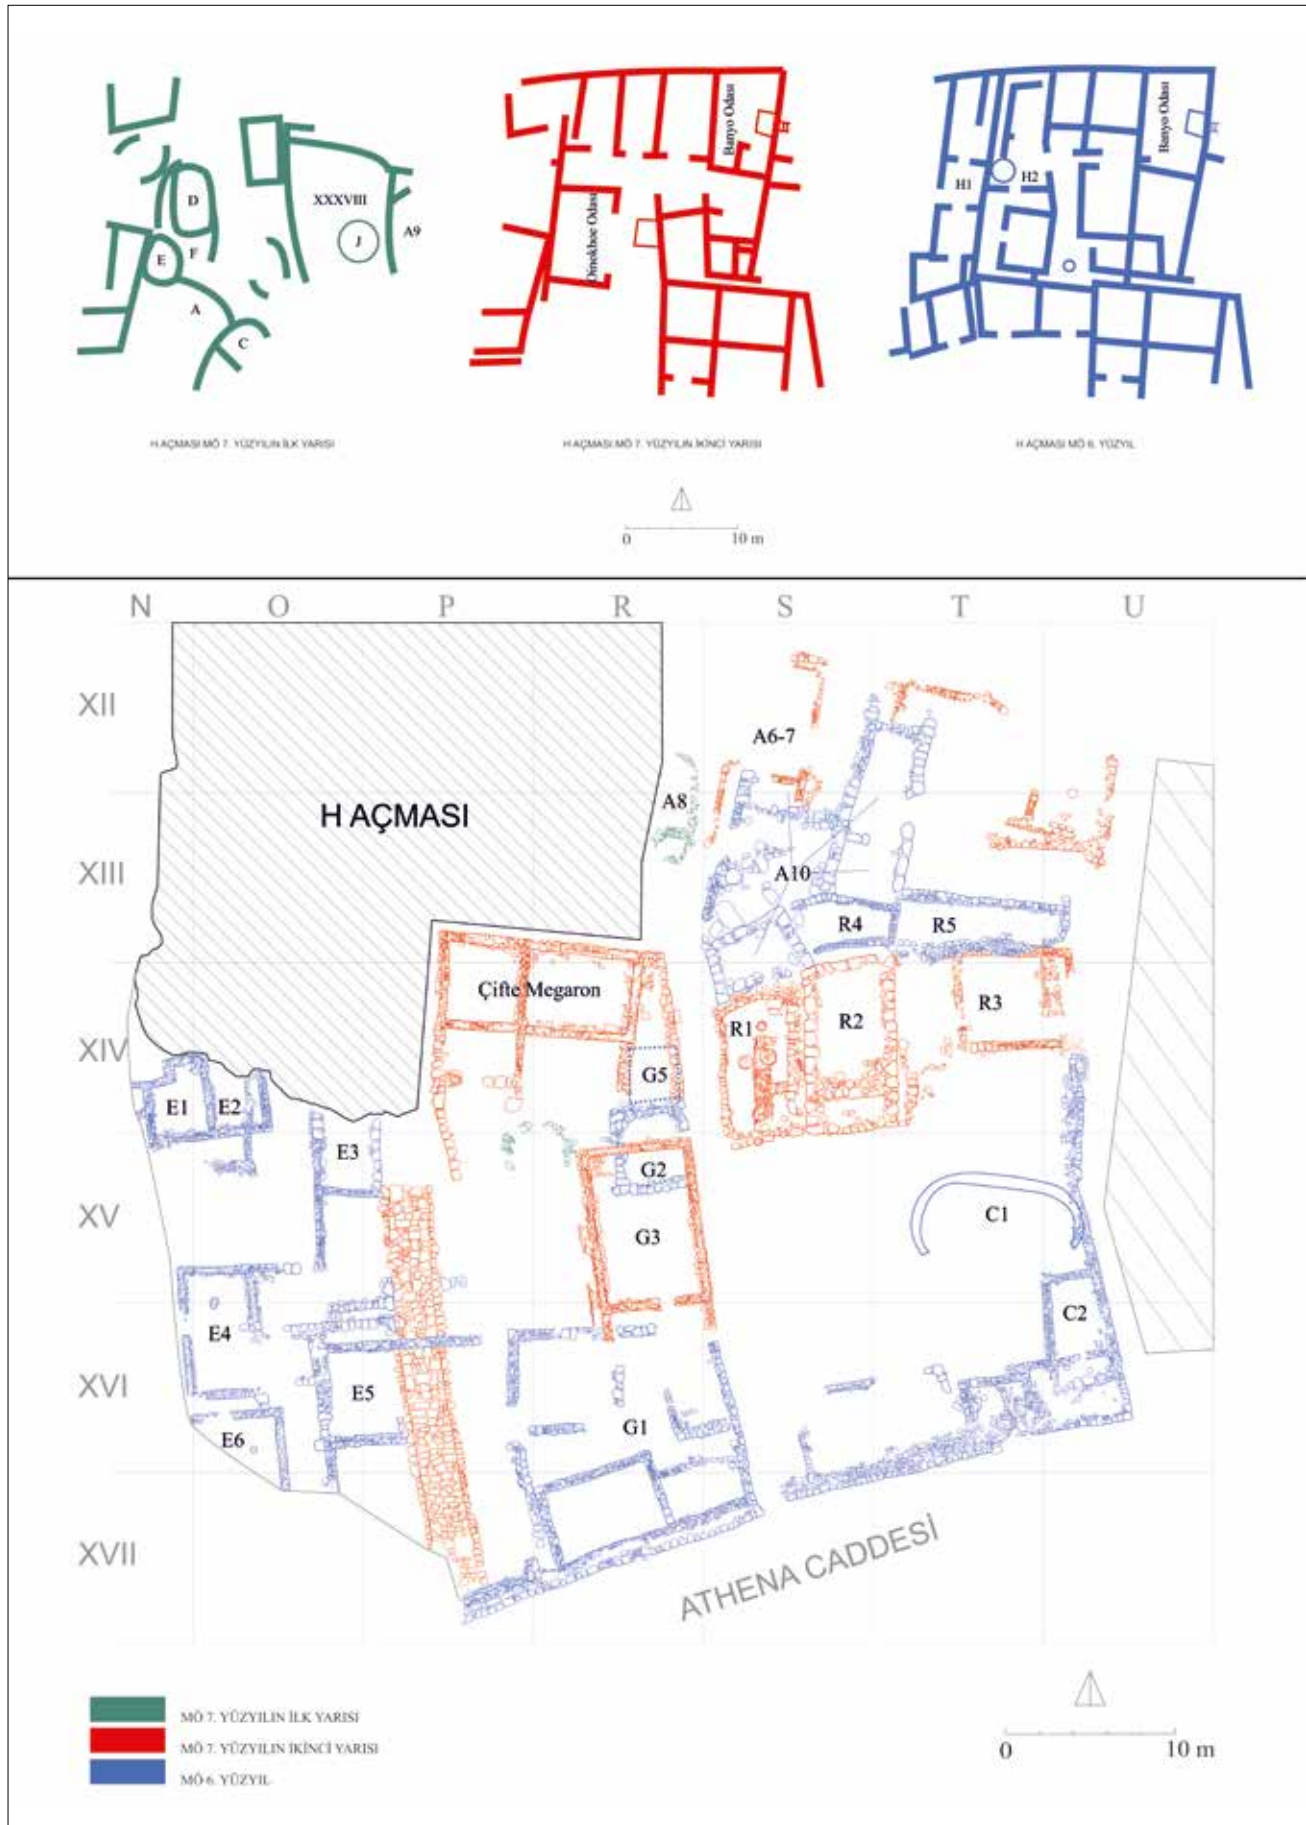 D
E
F
A
C
XXXVIII
J
A9
Banyo Odası
Oinokhoe Odası
Banyo Odası
H1
H2
H AÇMASI MÖ 7. YÜZYILIN İLK YARISI
H AÇMASI MÖ 7. YÜZYILIN İKİNCİ YARISI
H AÇMASI MÖ 6. YÜZYIL
0 10 m
N O P R S T U
XII
XIII
XIV
XV
XVI
XVII
A6-7
A8
H AÇMASI
A10
R4
R5
Çifte Megaron
R1
R2
R3
G5
E1
E2
E3
G2
C1
G3
C2
E4
E5
G1
E6
ATHENA CADDESİ
MÖ 7. YÜZYILIN İLK YARISI
MÖ 7. YÜZYILIN IKİNCİ YARISI
MÖ 6. YÜZYIL
0 10 m